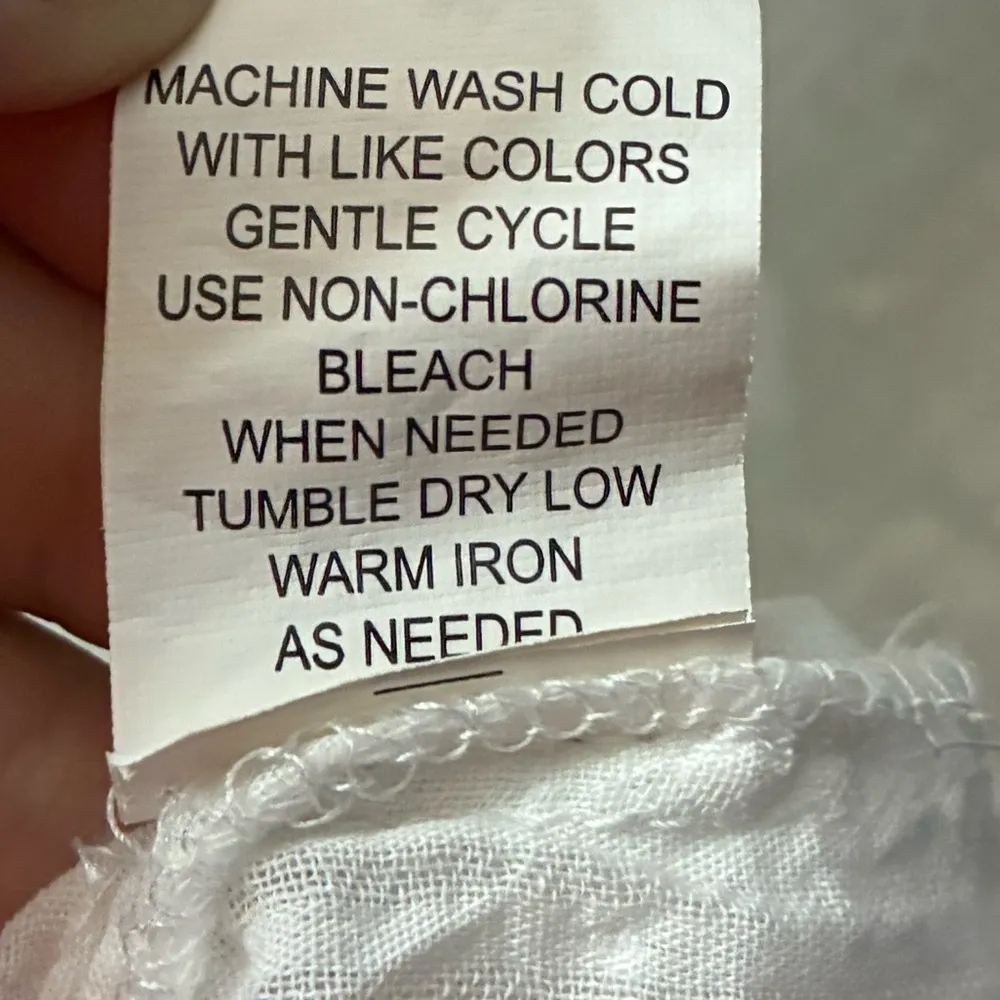 MACHINE WASH COLD
WITH LIKE COLORS
GENTLE CYCLE
USE NON-CHLORINE
BLEACH
WHEN NEEDED
TUMBLE DRY LOW
WARM IRON
AS NEEDED